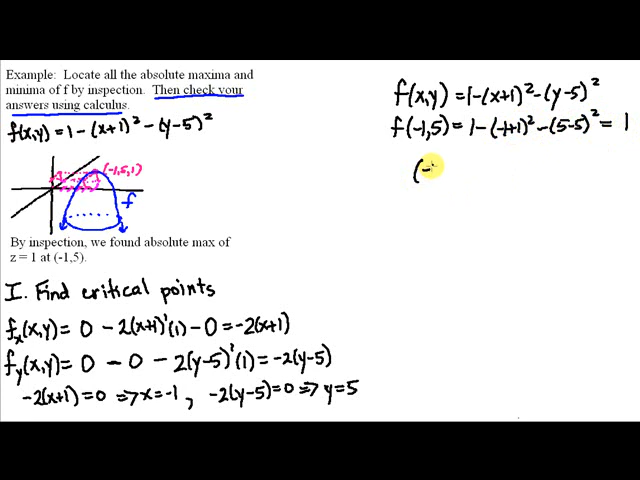 Example: Locate all the absolute maxima and
minima of f by inspection. Then check your
answers using calculus.
f(x,y) = 1 - (x+1)² - (y-5)²
(-1,5,1)
f
By inspection, we found absolute max of
z = 1 at (-1,5).
I. Find critical points
fx(x,y) = 0 - 2(x+1)'(1) - 0 = -2(x+1)
fy(x,y) = 0 - 0 - 2(y-5)'(1) = -2(y-5)
-2(x+1) = 0 => x = -1 , -2(y-5) = 0 => y = 5
f(x,y) = 1 - (x+1)² - (y-5)²
f(-1,5) = 1 - (-1+1)² - (5-5)² = 1
(-